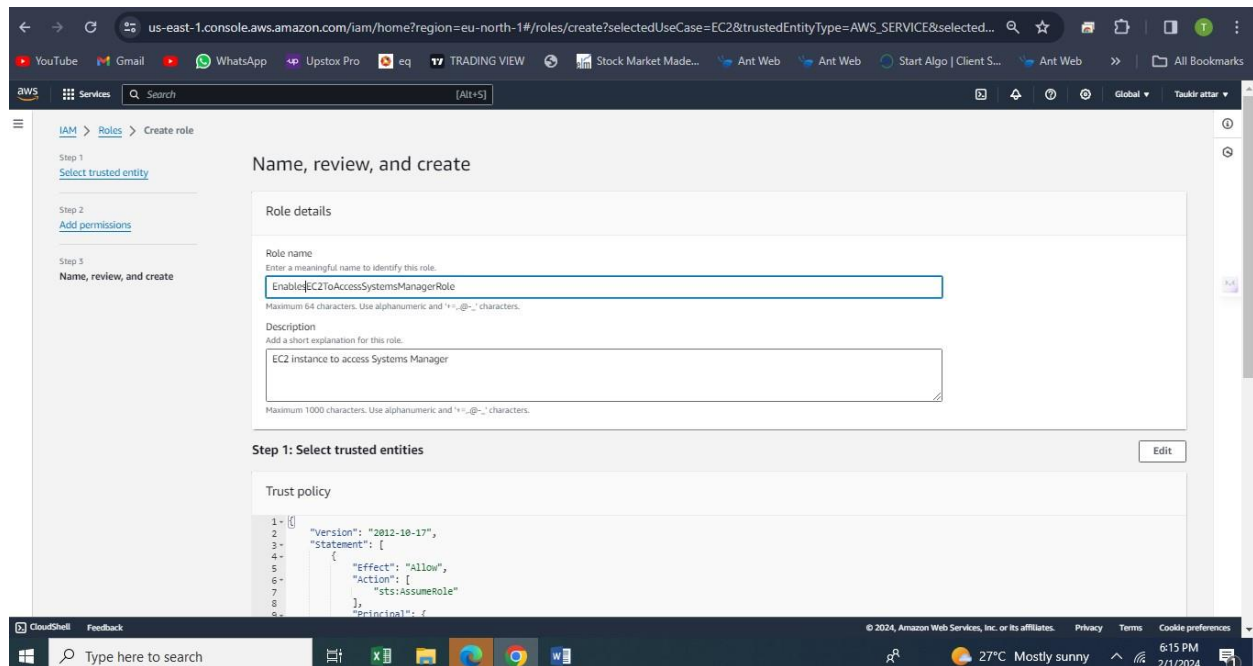 us-east-1.console.aws.amazon.com/iam/home?region=eu-north-1#/roles/create?selectedUseCase=EC2&trustedEntityType=AWS_SERVICE&selected...
YouTube Gmail WhatsApp Upstox Pro eq TRADING VIEW Stock Market Made... Ant Web Ant Web Start Algo | Client S... Ant Web » All Bookmarks
aws Services Search [Alt+S] Global Taukir attar
IAM > Roles > Create role
Step 1
Select trusted entity
Step 2
Add permissions
Step 3
Name, review, and create
Name, review, and create
Role details
Role name
Enter a meaningful name to identify this role.
EnablesEC2ToAccessSystemsManagerRole
Maximum 64 characters. Use alphanumeric and '+=,.@-_' characters.
Description
Add a short explanation for this role.
EC2 instance to access Systems Manager
Maximum 1000 characters. Use alphanumeric and '+=,.@-_' characters.
Step 1: Select trusted entities
Edit
Trust policy
1 {
2 "Version": "2012-10-17",
3 "Statement": [
4 {
5 "Effect": "Allow",
6 "Action": [
7 "sts:AssumeRole"
8 ],
9 "Principal": {
CloudShell Feedback © 2024, Amazon Web Services, Inc. or its affiliates. Privacy Terms Cookie preferences
Type here to search 27°C Mostly sunny 6:15 PM
2/1/2024